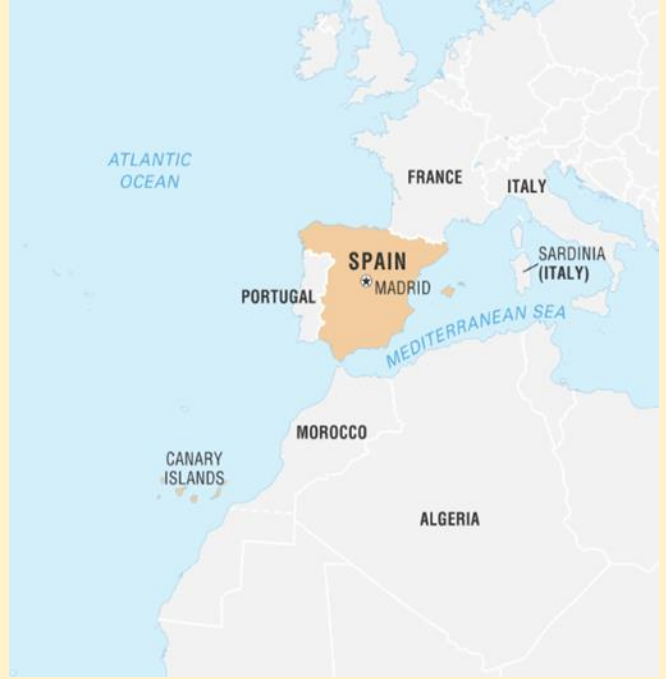 ATLANTIC
OCEAN
FRANCE
ITALY
SPAIN
MADRID
SARDINIA
(ITALY)
PORTUGAL
MEDITERRANEAN SEA
MOROCCO
CANARY
ISLANDS
ALGERIA